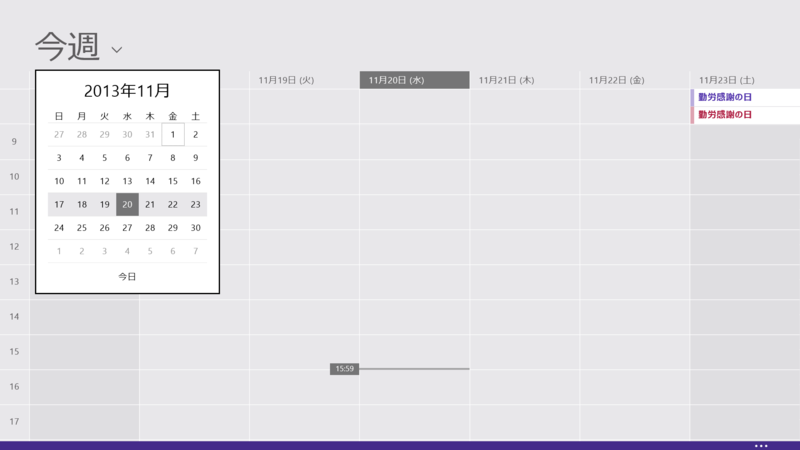 今週
2013年11月
日 月 火 水 木 金 土
27 28 29 30 31 1 2
3 4 5 6 7 8 9
10 11 12 13 14 15 16
17 18 19 20 21 22 23
24 25 26 27 28 29 30
1 2 3 4 5 6 7
今日
11月19日 (火) 11月20日 (水) 11月21日 (木) 11月22日 (金) 11月23日 (土)
勤労感謝の日
勤労感謝の日
9
10
11
12
13
14
15
15:59
16
17